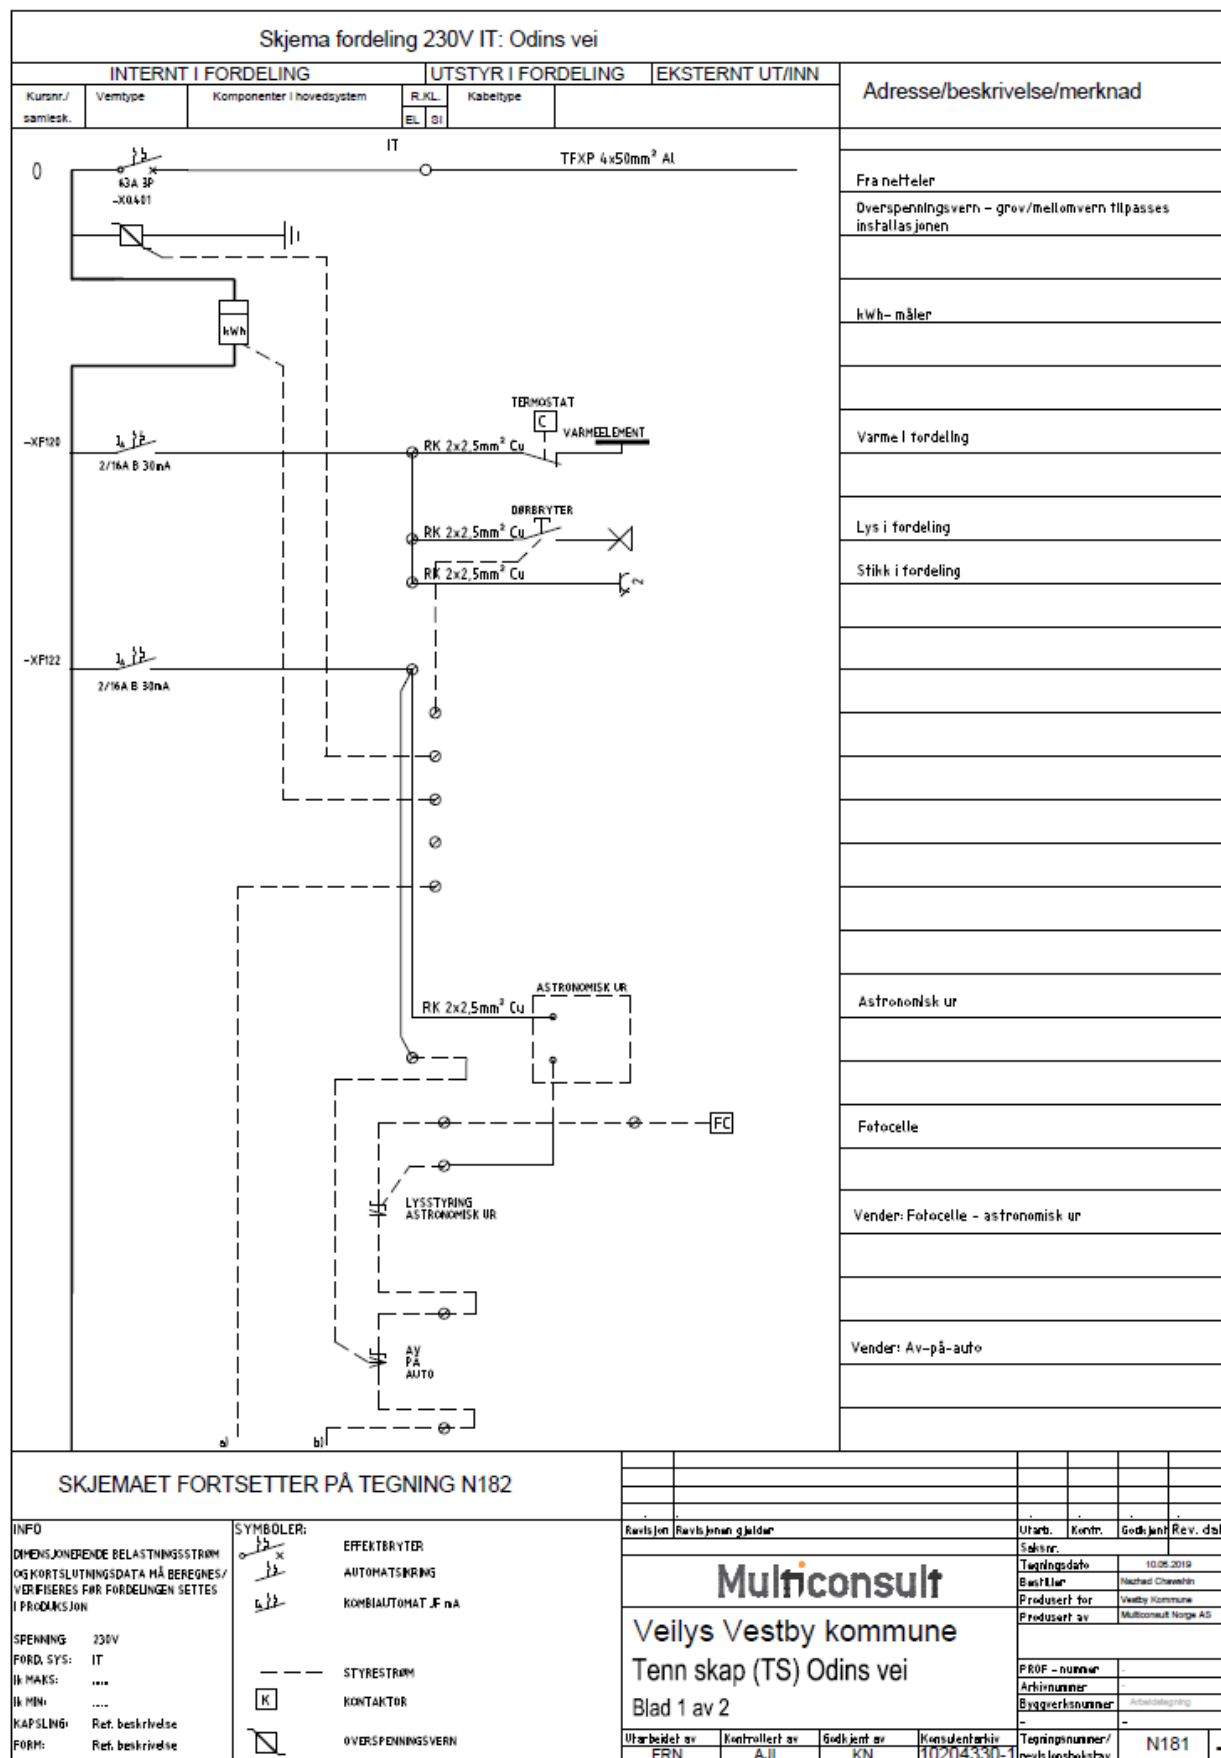 Skjema fordeling 230V IT: Odins vei
INTERNT I FORDELING
UTSTYR I FORDELING
EKSTERNT UT/INN
Adresse/beskrivelse/merknad
Kursnr./
samlesk.
Verntype
Komponenter i hovedsystem
R.KL.
EL
SI
Kabeltype
IT
0
63A 3P
-XQ401
TFXP 4x50mm² Al
Fra netteier
Overspenningsvern - grov/mellomvern tilpasses
installasjonen
kWh
kWh- måler
-XF120
2/16A B 30mA
RK 2x2,5mm² Cu
TERMOSTAT
C
VARMEELEMENT
Varme i fordeling
RK 2x2,5mm² Cu
DØRBRYTER
Lys i fordeling
RK 2x2,5mm² Cu
2
Stikk i fordeling
-XF122
2/16A B 30mA
RK 2x2,5mm² Cu
ASTRONOMISK UR
Astronomisk ur
FC
Fotocelle
LYSSTYRING
ASTRONOMISK UR
Vender: Fotocelle - astronomisk ur
AV
PÅ
AUTO
Vender: Av-på-auto
a)
b)
SKJEMAET FORTSETTER PÅ TEGNING N182
INFO
DIMENSJONERENDE BELASTNINGSSTRØM
OG KORTSLUTNINGSDATA MÅ BEREGNES/
VERIFISERES FØR FORDELINGEN SETTES
I PRODUKSJON
SPENNING: 230V
FORD. SYS: IT
Ik MAKS: ....
Ik MIN: ....
KAPSLING: Ref. beskrivelse
FORM: Ref. beskrivelse
SYMBOLER:
EFFEKTBRYTER
AUTOMATSIKRING
KOMBIAUTOMAT JF mA
STYRESTRØM
K
KONTAKTOR
OVERSPENNINGSVERN
Revisjon
Revisjonen gjelder
Utarb.
Kontr.
Godkjent
Rev. dat
Saksnr.
Multiconsult
Tegningsdato
10.05.2019
Bestiller
Produsert for
Vestby Kommune
Produsert av
Multiconsult Norge AS
Veilys Vestby kommune
Tenn skap (TS) Odins vei
Blad 1 av 2
PROF - nummer
-
Arkivnummer
-
Byggverksnummer
Arbeidstegning
-
-
Utarbeidet av
ERN
Kontrollert av
AJL
Godkjent av
KN
Konsulentarkiv
10204330-1
Tegningsnummer/
revisjonsbokstav
N181